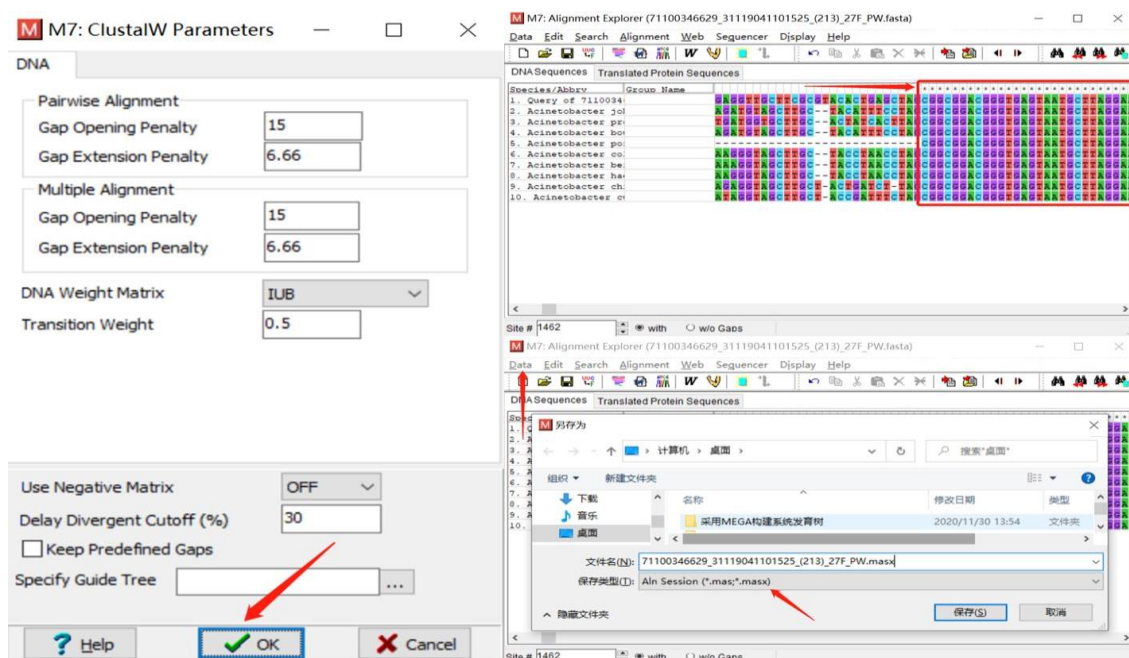 M7: ClustalW Parameters
DNA
Pairwise Alignment
Gap Opening Penalty 15
Gap Extension Penalty 6.66
Multiple Alignment
Gap Opening Penalty 15
Gap Extension Penalty 6.66
DNA Weight Matrix IUB
Transition Weight 0.5
Use Negative Matrix OFF
Delay Divergent Cutoff (%) 30
Keep Predefined Gaps
Specify Guide Tree ...
Help OK Cancel
M7: Alignment Explorer (71100346629_31119041101525_(213)_27F_PW.fasta)
Data Edit Search Alignment Web Sequencer Display Help
W
DNA Sequences Translated Protein Sequences
Species/Abbrv Group Name
1. Query of 7110034
2. Acinetobacter jo
3. Acinetobacter pr
4. Acinetobacter bo
5. Acinetobacter po
6. Acinetobacter co
7. Acinetobacter be
8. Acinetobacter ha
9. Acinetobacter ch
10. Acinetobacter
Site # 1462 with w/o Gaps
M7: Alignment Explorer (71100346629_31119041101525_(213)_27F_PW.fasta)
Data Edit Search Alignment Web Sequencer Display Help
W
DNA Sequences Translated Protein Sequences
另存为
计算机 › 桌面 ›
搜索"桌面"
组织 新建文件夹
下载
音乐
桌面
名称 修改日期 类型
采用MEGA构建系统发育树 2020/11/30 13:54 文件夹
文件名(N): 71100346629_31119041101525_(213)_27F_PW.masx
保存类型(T): Aln Session (*.mas;*.masx)
隐藏文件夹 保存(S) 取消
Site # 1462 with w/o Gaps